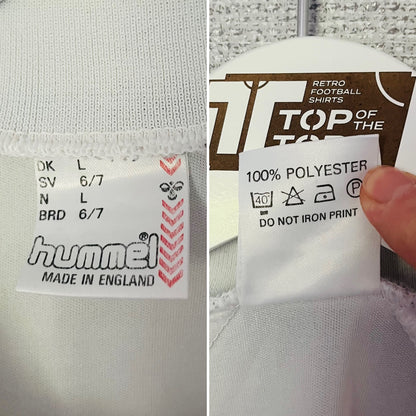 DK L
SV 6/7
N L
BRD 6/7
hummel®
MADE IN ENGLAND
RETRO
FOOTBALL
SHIRTS
TOP OF
THE
100% POLYESTER
40°
P
DO NOT IRON PRINT